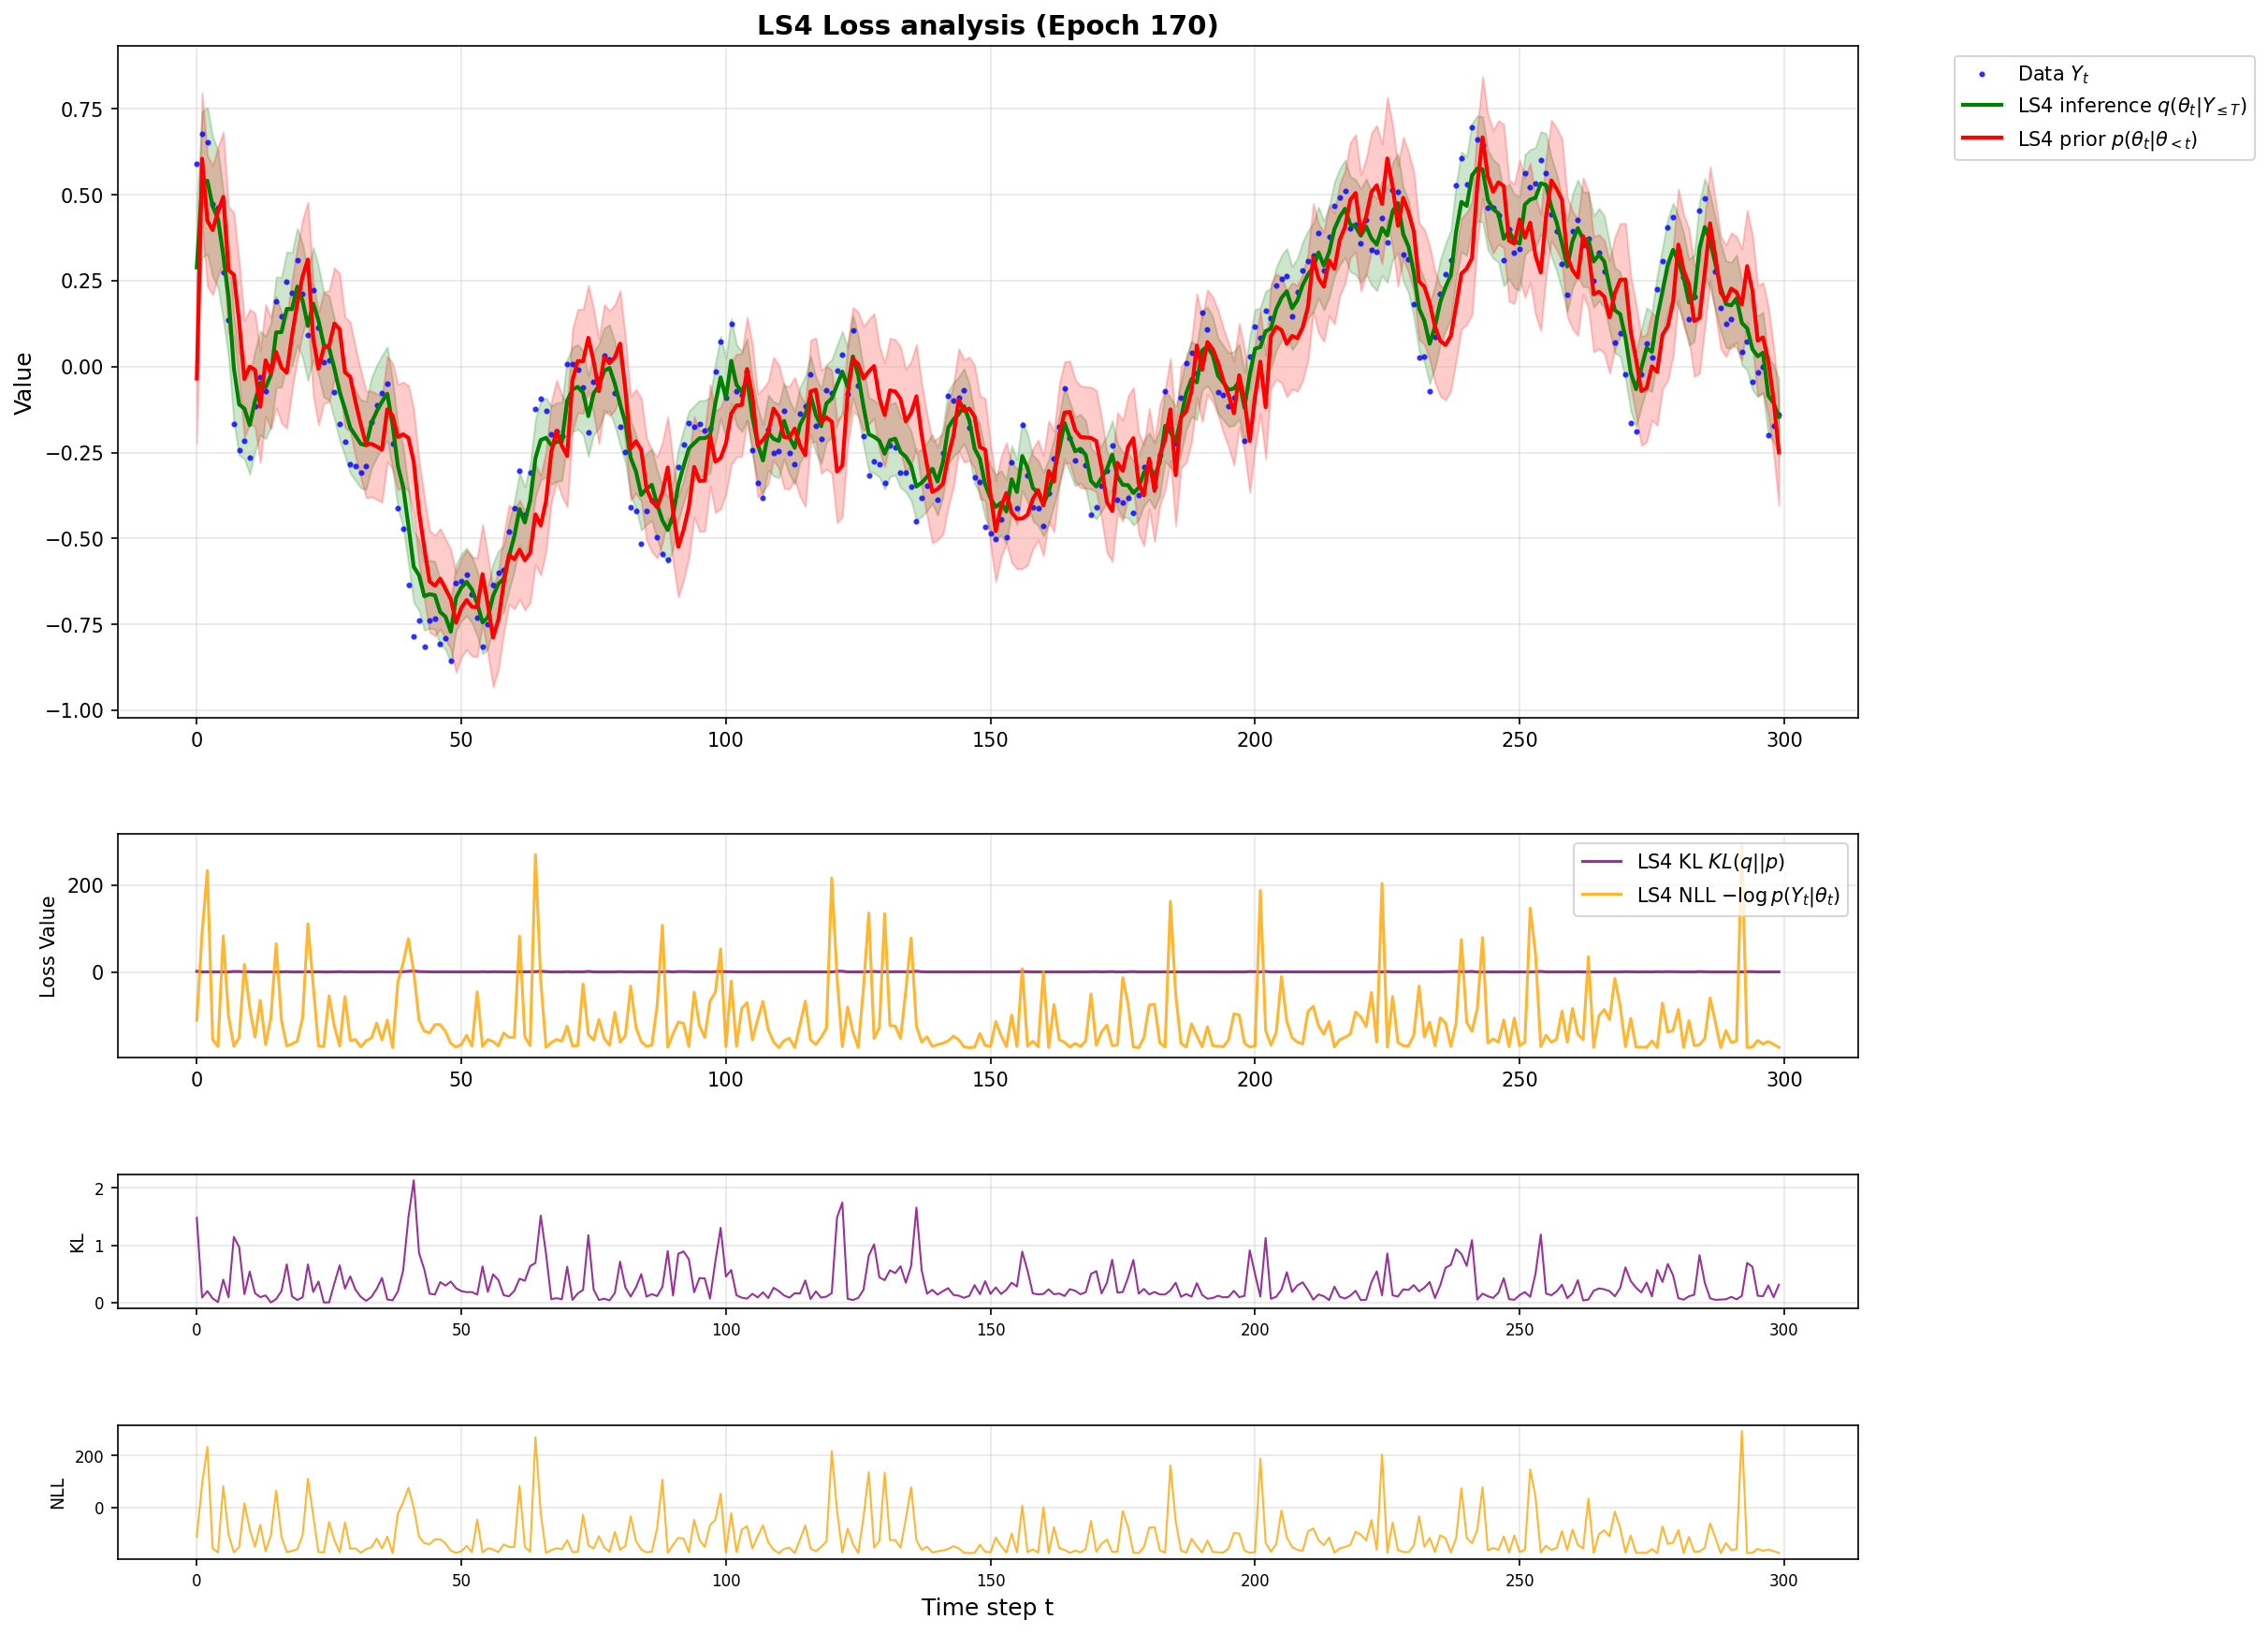 LS4 Loss analysis (Epoch 170)
Value
0.75
0.50
0.25
0.00
−0.25
−0.50
−0.75
−1.00
0 50 100 150 200 250 300
Data Y_t
LS4 inference q(θ_t|Y_{≤T})
LS4 prior p(θ_t|θ_{<t})
Loss Value
200
0
0 50 100 150 200 250 300
LS4 KL KL(q||p)
LS4 NLL −log p(Y_t|θ_t)
KL
2
1
0
0 50 100 150 200 250 300
NLL
200
0
0 50 100 150 200 250 300
Time step t